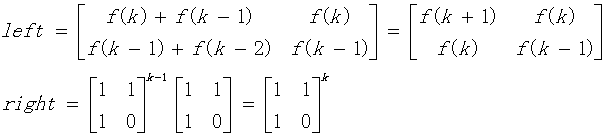 left = [ f(k) + f(k − 1)  f(k) ; f(k − 1) + f(k − 2)  f(k − 1) ] = [ f(k + 1)  f(k) ; f(k)  f(k − 1) ]
right = [ 1  1 ; 1  0 ]^{k−1} [ 1  1 ; 1  0 ] = [ 1  1 ; 1  0 ]^{k}